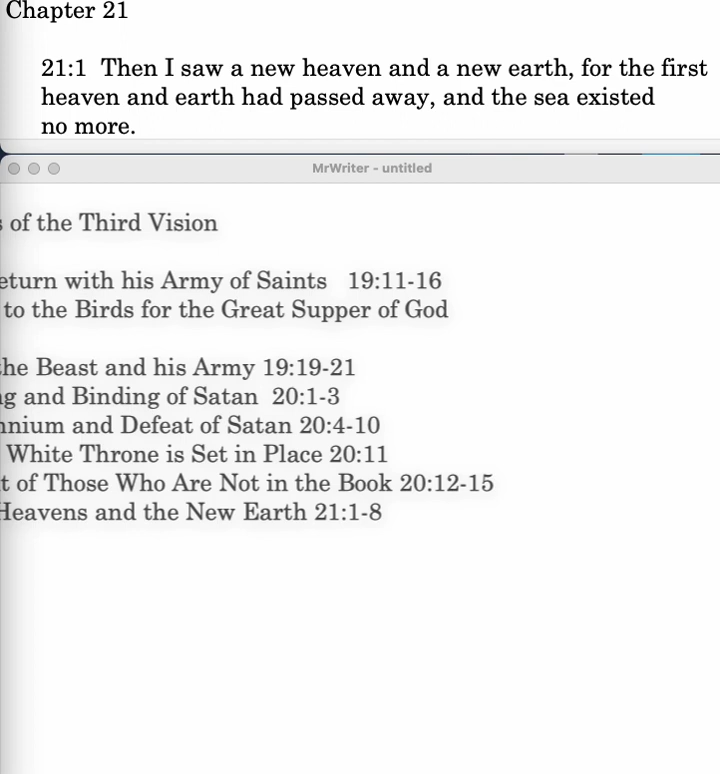 Chapter 21
21:1 Then I saw a new heaven and a new earth, for the first
heaven and earth had passed away, and the sea existed
no more.
MrWriter - untitled
of the Third Vision
with his Army of Saints 19:11-16
to the Birds for the Great Supper of God
the Beast and his Army 19:19-21
and Binding of Satan 20:1-3
and Defeat of Satan 20:4-10
White Throne is Set in Place 20:11
of Those Who Are Not in the Book 20:12-15
Heavens and the New Earth 21:1-8